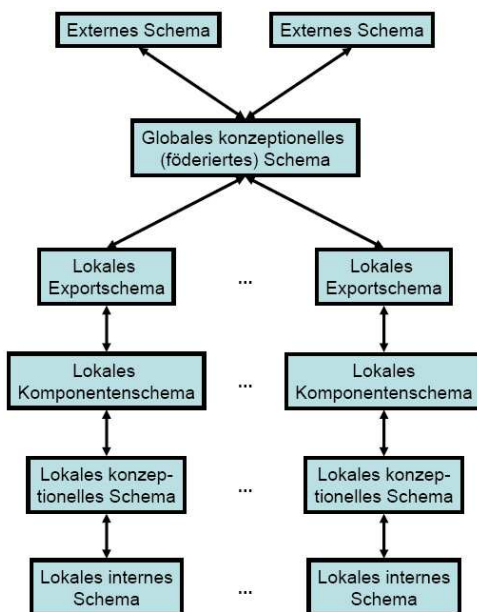 Externes Schema
Externes Schema
Globales konzeptionelles
(föderiertes) Schema
Lokales
Exportschema
...
Lokales
Exportschema
Lokales
Komponentenschema
...
Lokales
Komponentenschema
Lokales konzep-
tionelles Schema
...
Lokales konzep-
tionelles Schema
Lokales internes
Schema
...
Lokales internes
Schema